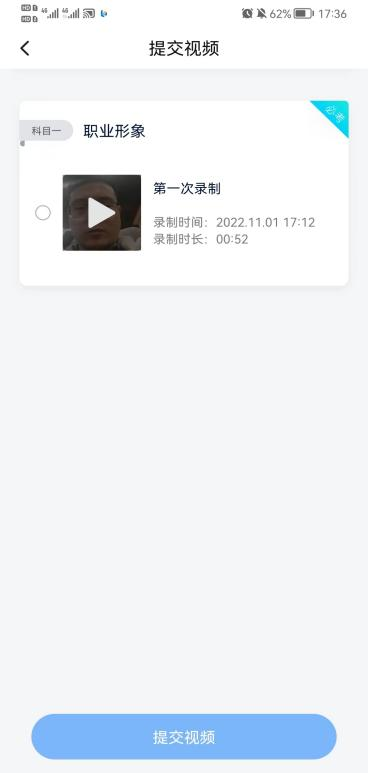 62% 17:36
提交视频
必考
科目一 职业形象
第一次录制
录制时间：2022.11.01 17:12
录制时长：00:52
提交视频